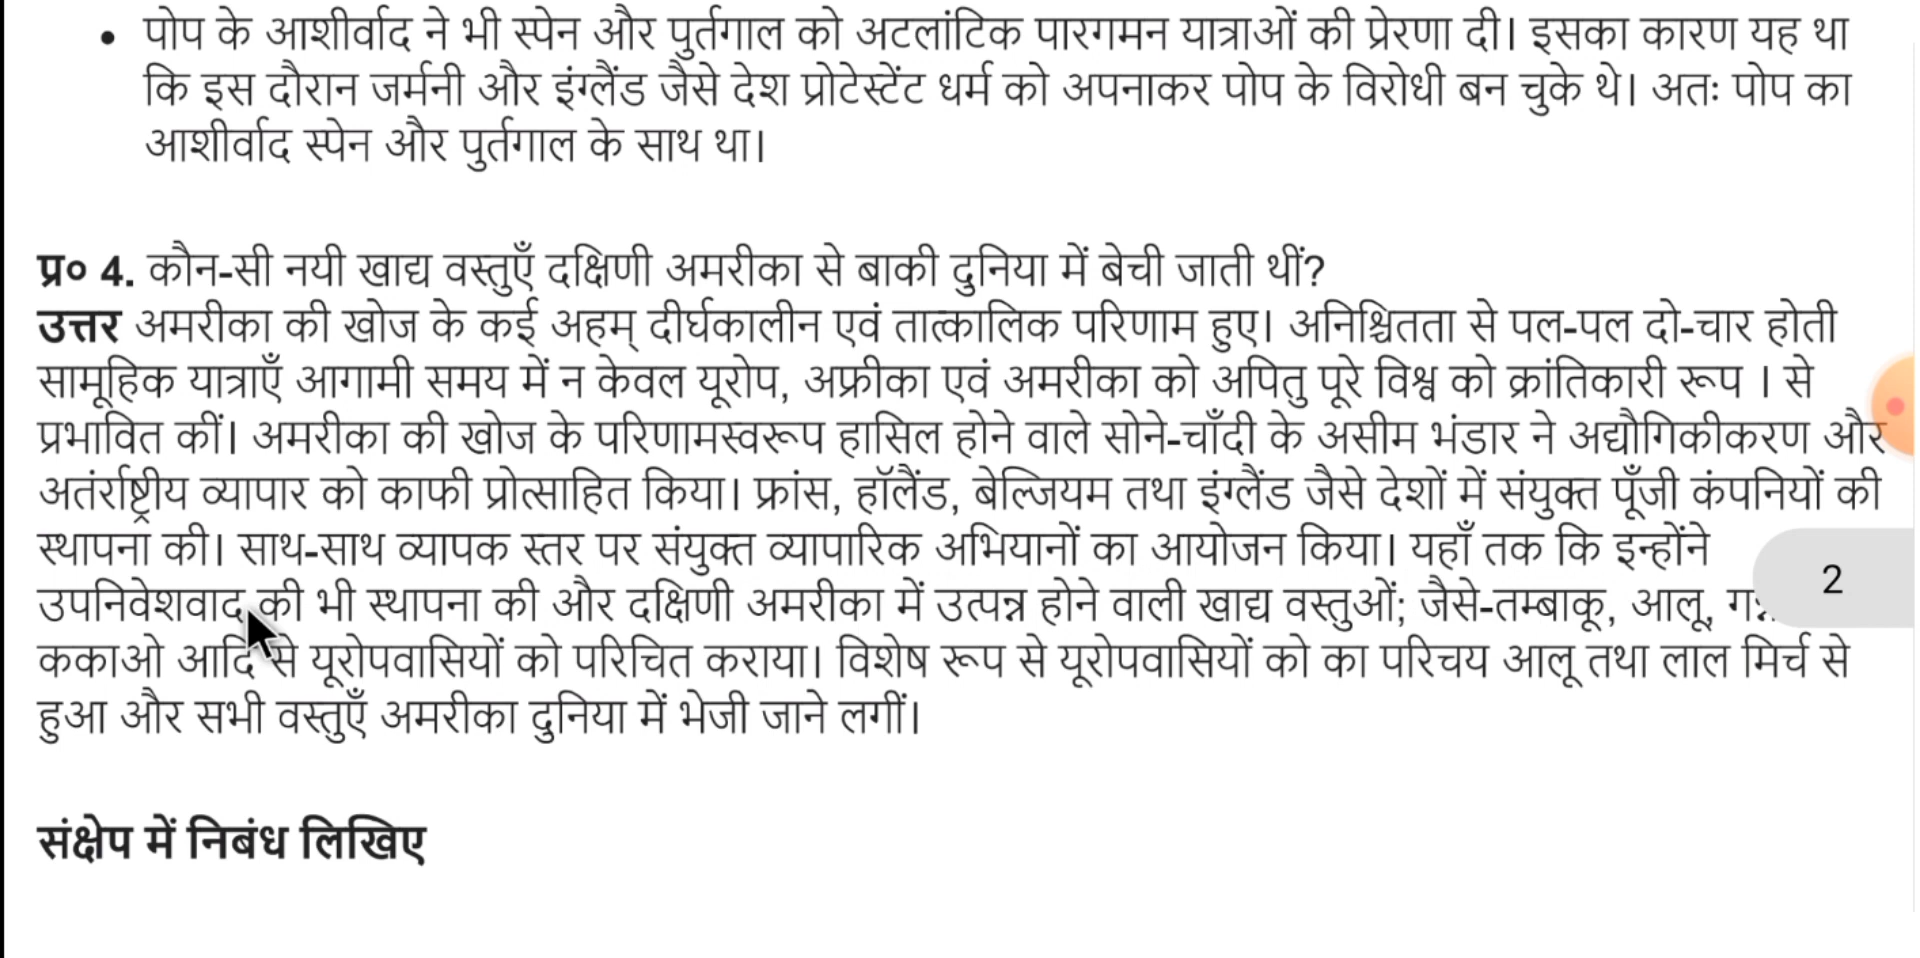 • पोप के आशीर्वाद ने भी स्पेन और पुर्तगाल को अटलांटिक पारगमन यात्राओं की प्रेरणा दी। इसका कारण यह था
कि इस दौरान जर्मनी और इंग्लैंड जैसे देश प्रोटेस्टेंट धर्म को अपनाकर पोप के विरोधी बन चुके थे। अतः पोप का
आशीर्वाद स्पेन और पुर्तगाल के साथ था।
प्र० 4. कौन-सी नयी खाद्य वस्तुएँ दक्षिणी अमरीका से बाकी दुनिया में बेची जाती थीं?
उत्तर अमरीका की खोज के कई अहम् दीर्घकालीन एवं तात्कालिक परिणाम हुए। अनिश्चितता से पल-पल दो-चार होती
सामूहिक यात्राएँ आगामी समय में न केवल यूरोप, अफ्रीका एवं अमरीका को अपितु पूरे विश्व को क्रांतिकारी रूप । से
प्रभावित कीं। अमरीका की खोज के परिणामस्वरूप हासिल होने वाले सोने-चाँदी के असीम भंडार ने अद्यौगिकीकरण और
अतंर्राष्ट्रीय व्यापार को काफी प्रोत्साहित किया। फ्रांस, हॉलैंड, बेल्जियम तथा इंग्लैंड जैसे देशों में संयुक्त पूँजी कंपनियों की
स्थापना की। साथ-साथ व्यापक स्तर पर संयुक्त व्यापारिक अभियानों का आयोजन किया। यहाँ तक कि इन्होंने
2
उपनिवेशवाद की भी स्थापना की और दक्षिणी अमरीका में उत्पन्न होने वाली खाद्य वस्तुओं; जैसे-तम्बाकू, आलू,
ककाओ आदि से यूरोपवासियों को परिचित कराया। विशेष रूप से यूरोपवासियों को का परिचय आलू तथा लाल मिर्च से
हुआ और सभी वस्तुएँ अमरीका दुनिया में भेजी जाने लगीं।
संक्षेप में निबंध लिखिए